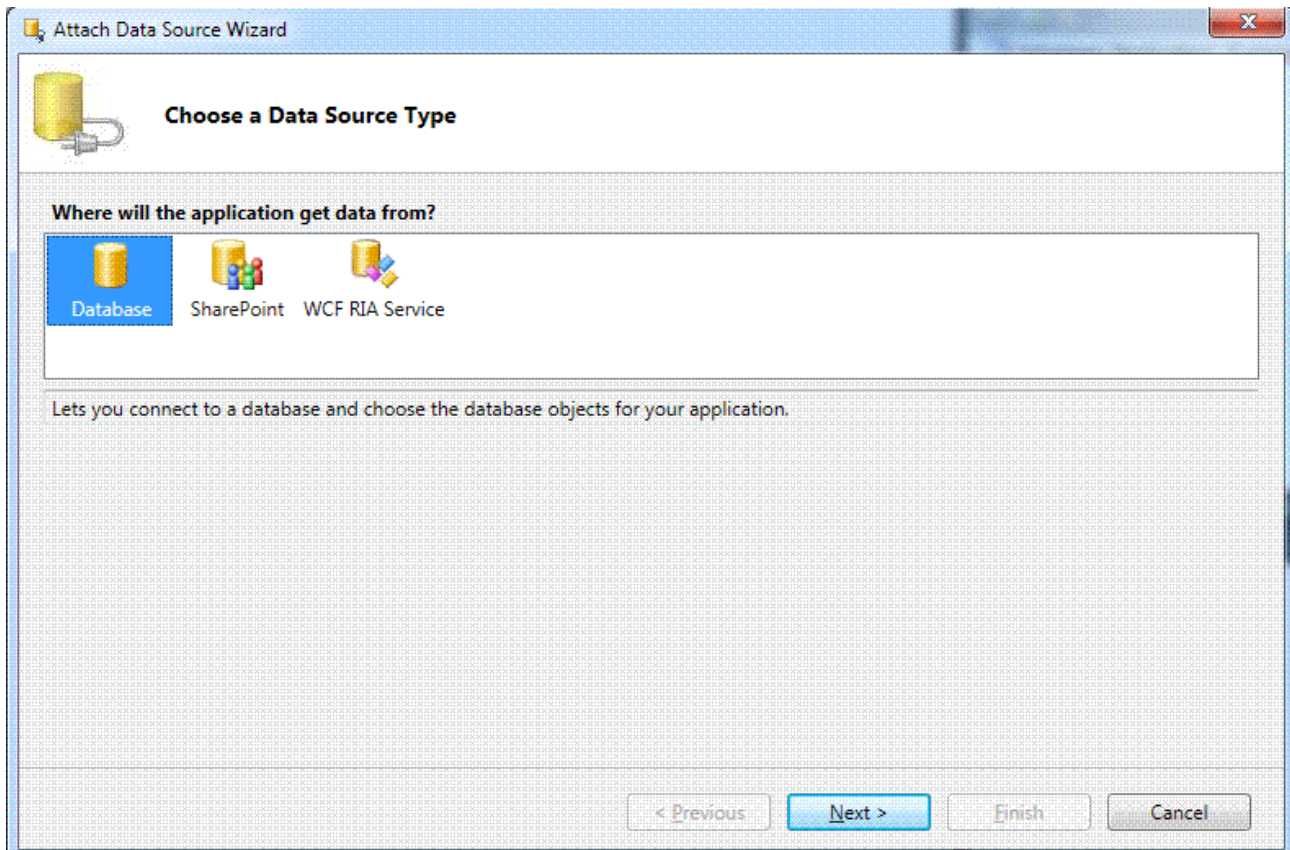 Attach Data Source Wizard
X
Choose a Data Source Type
Where will the application get data from?
Database SharePoint WCF RIA Service
Lets you connect to a database and choose the database objects for your application.
< Previous Next > Finish Cancel